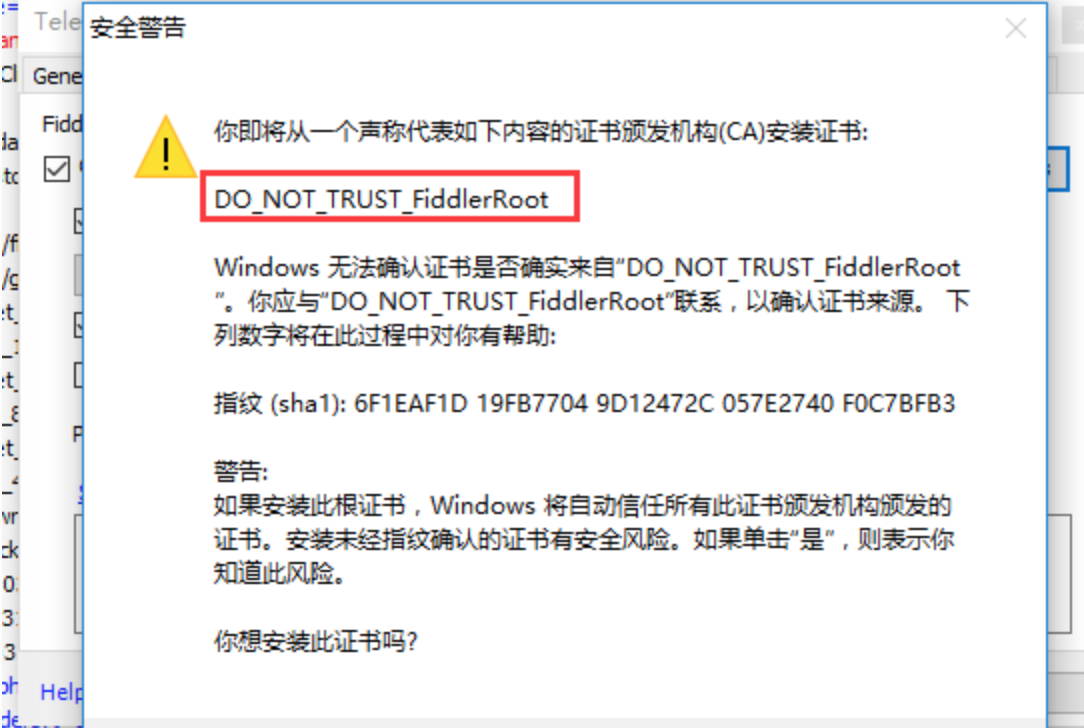 Tele
安全警告
Gene
Fidd
你即将从一个声称代表如下内容的证书颁发机构(CA)安装证书:
DO_NOT_TRUST_FiddlerRoot
Windows 无法确认证书是否确实来自“DO_NOT_TRUST_FiddlerRoot
”。你应与“DO_NOT_TRUST_FiddlerRoot”联系，以确认证书来源。 下
列数字将在此过程中对你有帮助:
指纹 (sha1): 6F1EAF1D 19FB7704 9D12472C 057E2740 F0C7BFB3
警告:
如果安装此根证书，Windows 将自动信任所有此证书颁发机构颁发的
证书。安装未经指纹确认的证书有安全风险。如果单击“是”，则表示你
知道此风险。
你想安装此证书吗?
Help